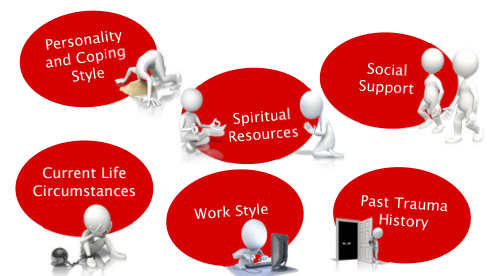 Personality
and Coping
Style
Spiritual
Resources
Social
Support
Current Life
Circumstances
Work Style
Past Trauma
History